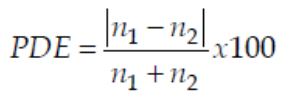 PDE = |n₁ − n₂| / n₁ + n₂ x100